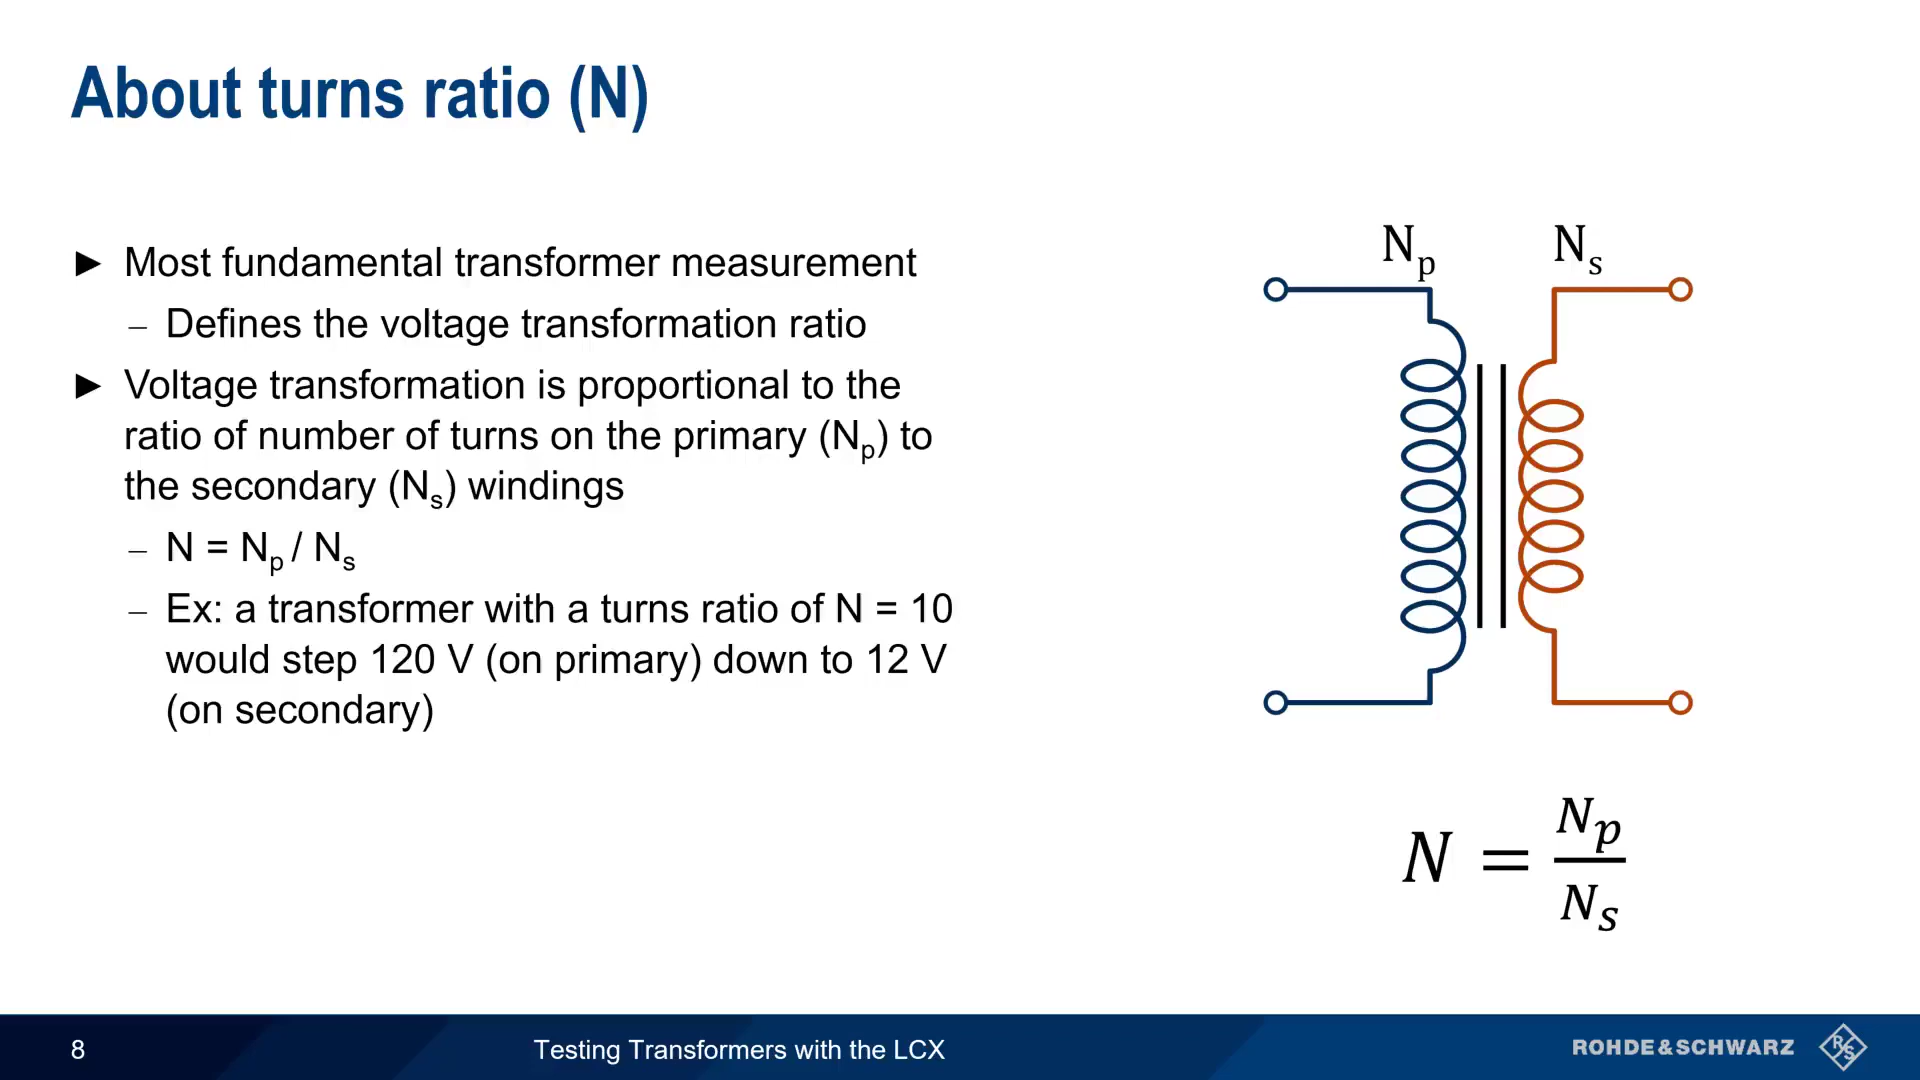 About turns ratio (N)
► Most fundamental transformer measurement
– Defines the voltage transformation ratio
► Voltage transformation is proportional to the
ratio of number of turns on the primary (Np) to
the secondary (Ns) windings
– N = Np / Ns
– Ex: a transformer with a turns ratio of N = 10
would step 120 V (on primary) down to 12 V
(on secondary)
Np Ns
N = Np / Ns
8 Testing Transformers with the LCX ROHDE&SCHWARZ R&S